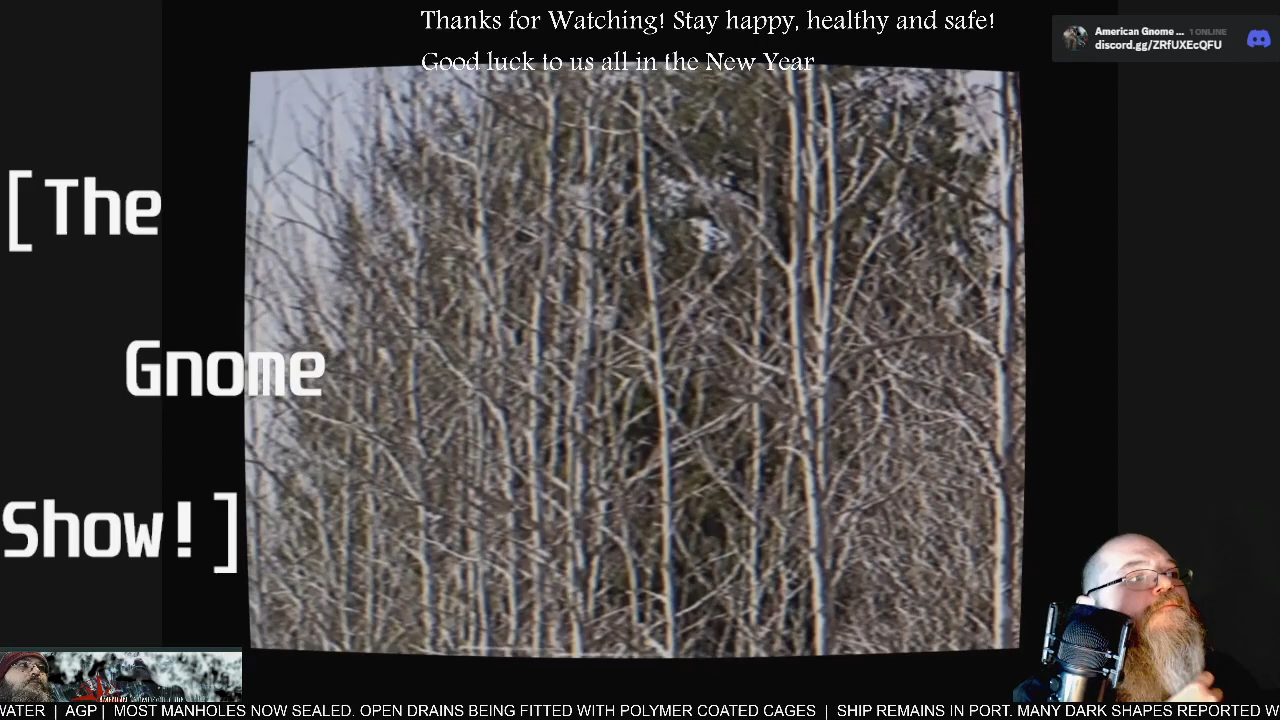 Thanks for Watching! Stay happy, healthy and safe!
Good luck to us all in the New Year
American Gnome ... 1 ONLINE
discord.gg/ZRfUXEcQFU
[The
Gnome
Show!]
WATER | AGP | MOST MANHOLES NOW SEALED. OPEN DRAINS BEING FITTED WITH POLYMER COATED CAGES | SHIP REMAINS IN PORT. MANY DARK SHAPES REPORTED W